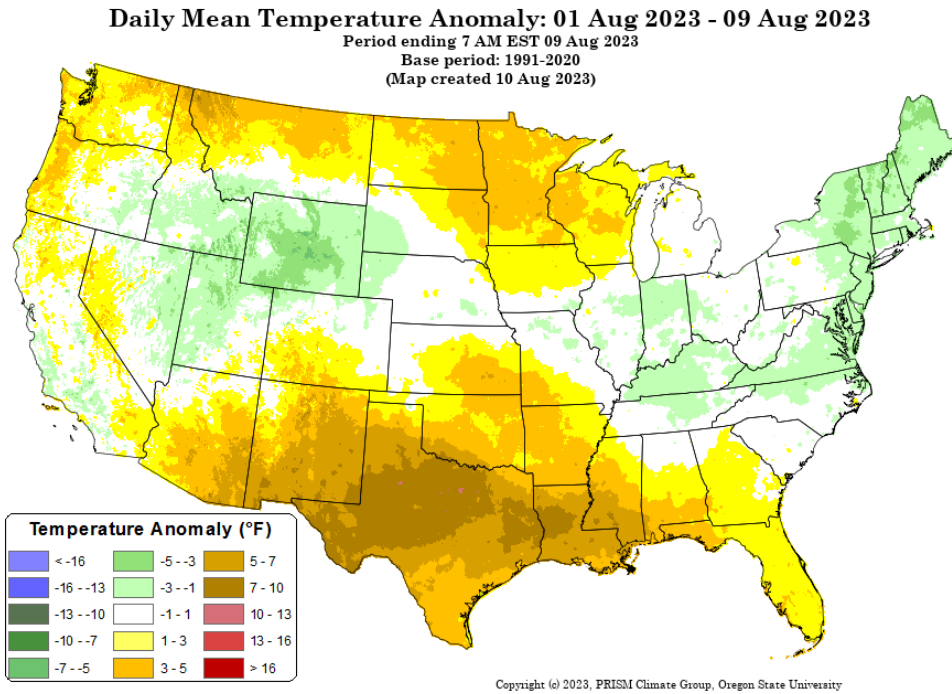 Daily Mean Temperature Anomaly: 01 Aug 2023 - 09 Aug 2023
Period ending 7 AM EST 09 Aug 2023
Base period: 1991-2020
(Map created 10 Aug 2023)
Temperature Anomaly (°F)
< -16
-5 - -3
5 - 7
-16 - -13
-3 - -1
7 - 10
-13 - -10
-1 - 1
10 - 13
-10 - -7
1 - 3
13 - 16
-7 - -5
3 - 5
> 16
Copyright (c) 2023, PRISM Climate Group, Oregon State University